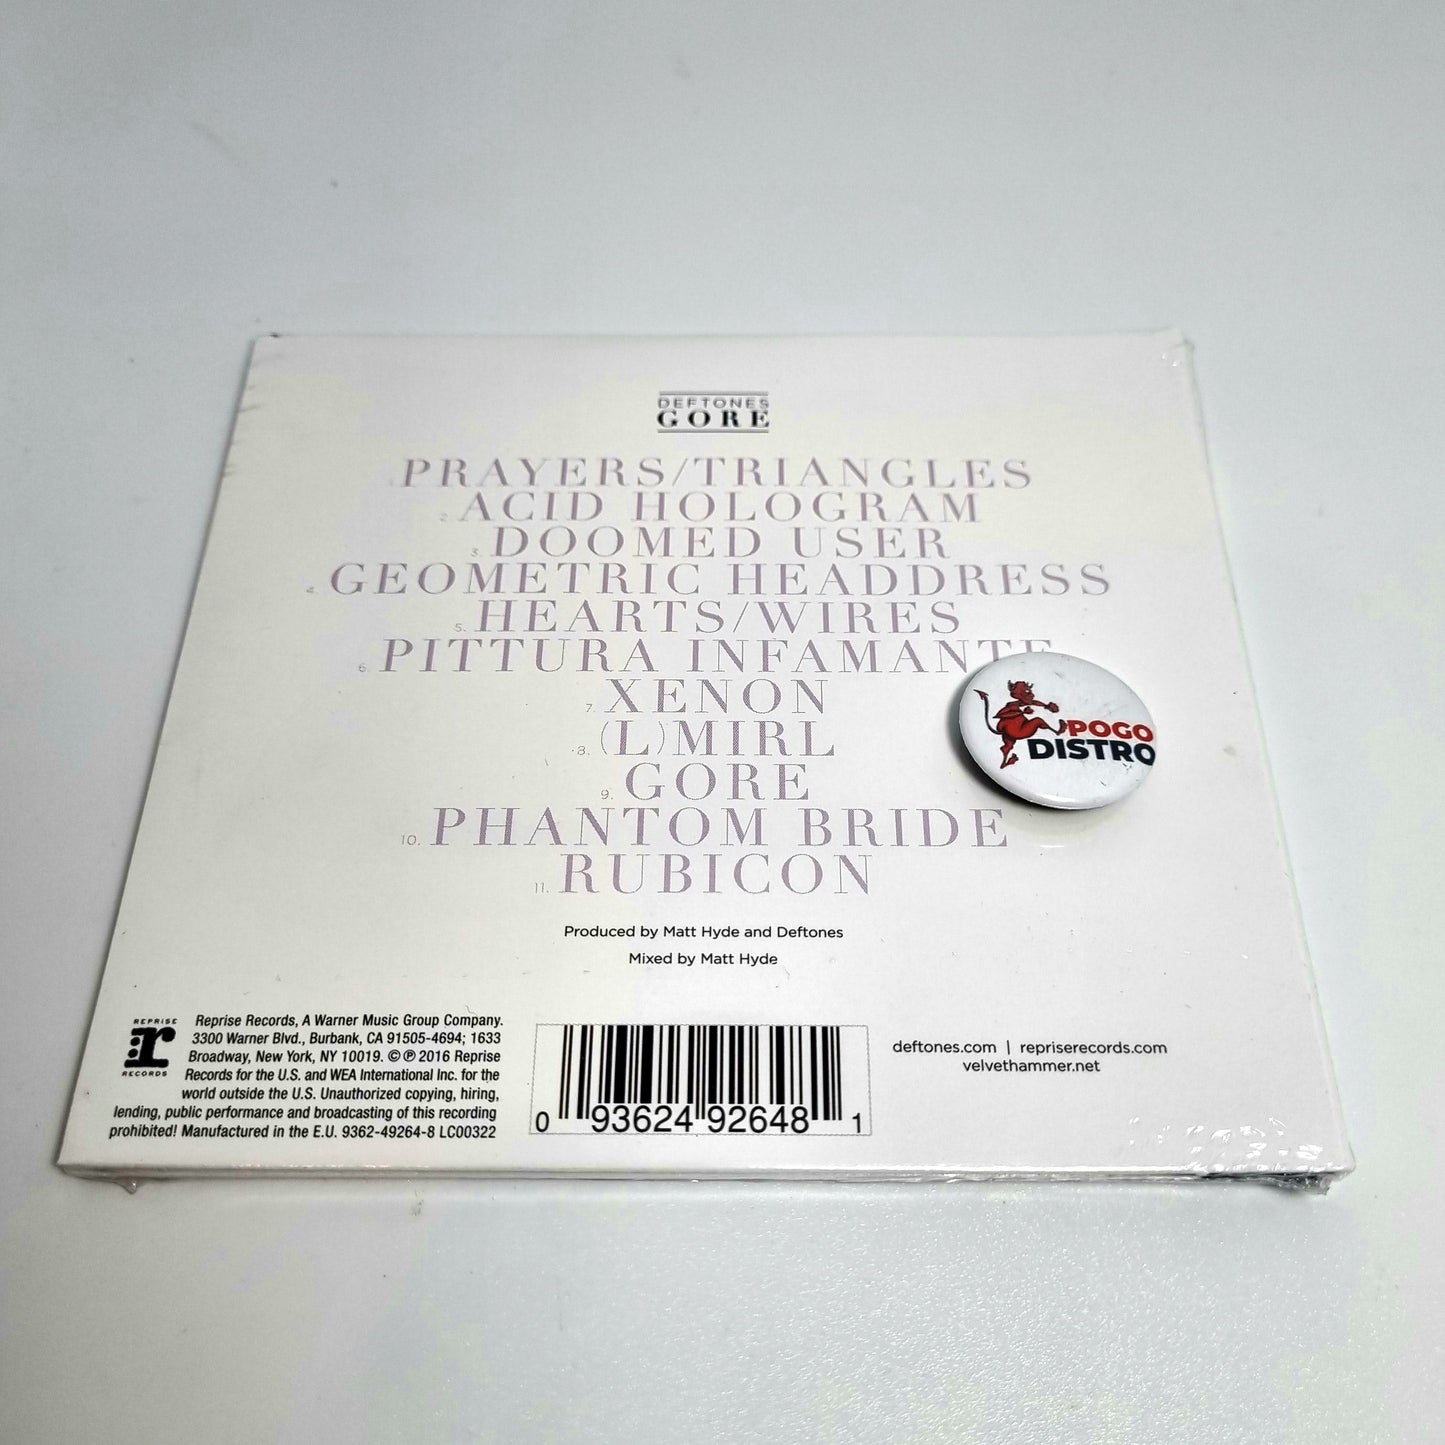 DEFTONES
GORE
PRAYERS/TRIANGLES
2. ACID HOLOGRAM
3. DOOMED USER
4. GEOMETRIC HEADDRESS
5. HEARTS/WIRES
6. PITTURA INFAMANTE
7. XENON
8. (L)MIRL
9. GORE
10. PHANTOM BRIDE
11. RUBICON
POGO
DISTRO
Produced by Matt Hyde and Deftones
Mixed by Matt Hyde
REPRISE
r
RECORDS
Reprise Records, A Warner Music Group Company.
3300 Warner Blvd., Burbank, CA 91505-4694; 1633
Broadway, New York, NY 10019. © ℗ 2016 Reprise
Records for the U.S. and WEA International Inc. for the
world outside the U.S. Unauthorized copying, hiring,
lending, public performance and broadcasting of this recording
prohibited! Manufactured in the E.U. 9362-49264-8 LC00322
0 93624 92648 1
deftones.com | repriserecords.com
velvethammer.net